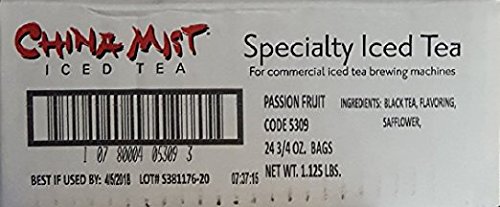 CHINA MIST
ICED TEA
Specialty Iced Tea
For commercial iced tea brewing machines
PASSION FRUIT
CODE 5309
24 3/4 OZ. BAGS
NET WT. 1.125 LBS.
INGREDIENTS: BLACK TEA, FLAVORING,
SAFFLOWER,
1 07 80004 05309 3
BEST IF USED BY: 4/5/2018 LOT# S381176-20 07:37:16